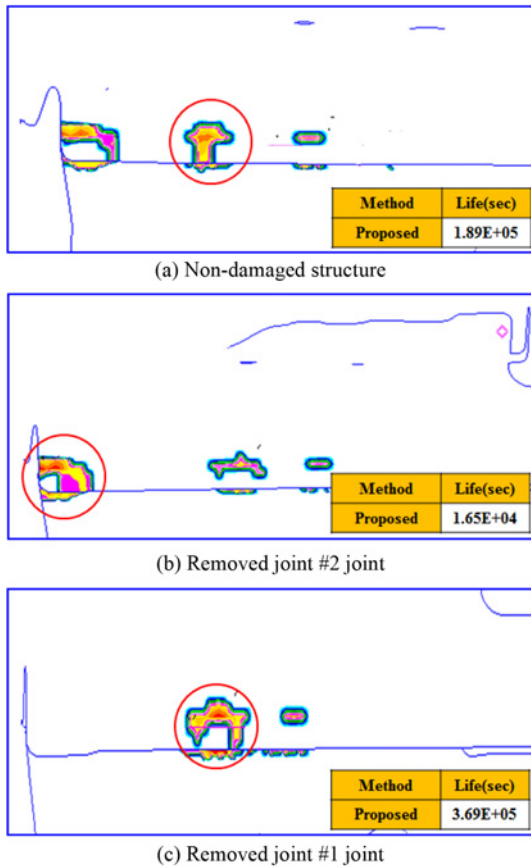 Method Life(sec)
Proposed 1.89E+05
(a) Non-damaged structure
Method Life(sec)
Proposed 1.65E+04
(b) Removed joint #2 joint
Method Life(sec)
Proposed 3.69E+05
(c) Removed joint #1 joint